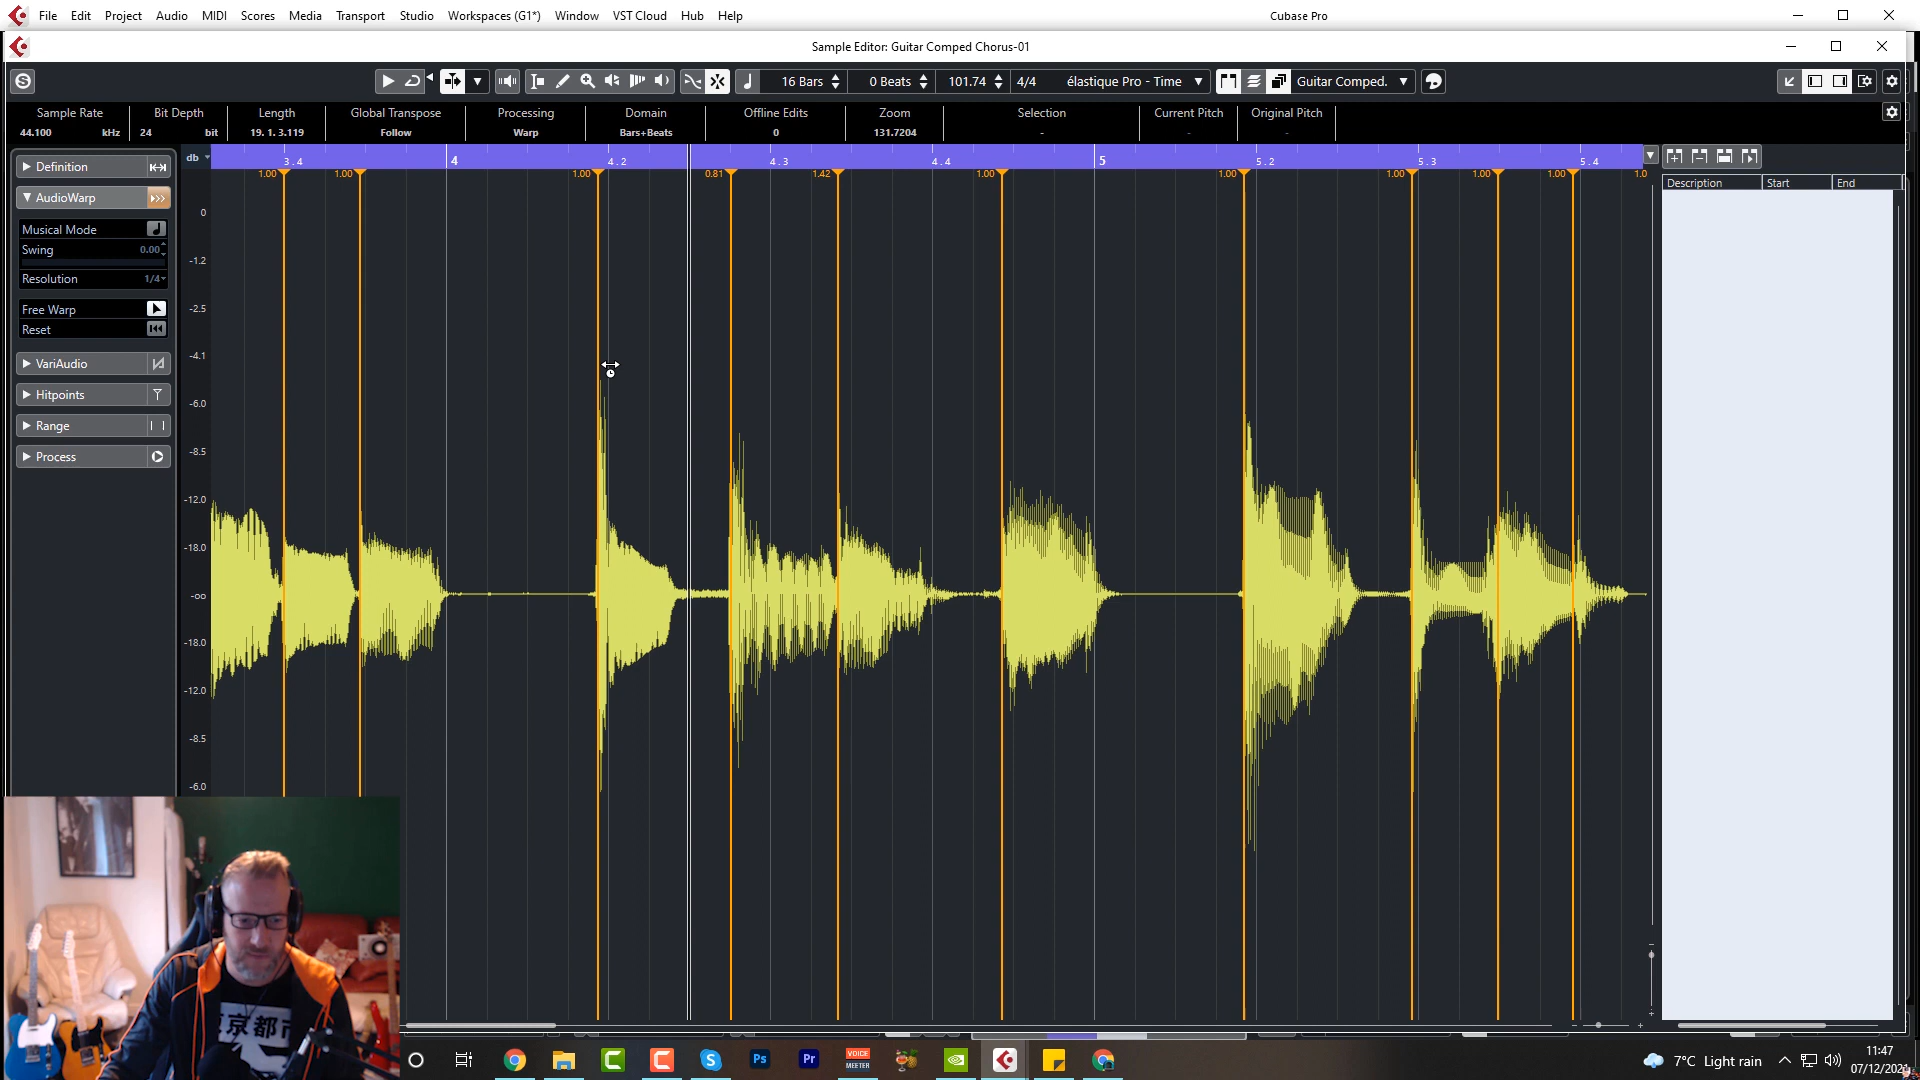 File Edit Project Audio MIDI Scores Media Transport Studio Workspaces (G1*) Window VST Cloud Hub Help Cubase Pro
Sample Editor: Guitar Comped Chorus-01
16 Bars 0 Beats 101.74 4/4 élastique Pro - Time Guitar Comped.
Sample Rate Bit Depth Length Global Transpose Processing Domain Offline Edits Zoom Selection Current Pitch Original Pitch
44.100 kHz 24 bit 19. 1. 3.119 Follow Warp Bars+Beats 0 131.7204 - - -
db 3.4 4 4.2 4.3 4.4 5 5.2 5.3 5.4
1.00 1.00 1.00 0.81 1.42 1.00 1.00 1.00 1.00 1.00 1.0
Description Start End
Definition
AudioWarp
Musical Mode
Swing 0.00
Resolution 1/4
Free Warp
Reset
VariAudio
Hitpoints
Range
Process
0
-1.2
-2.5
-4.1
-6.0
-8.5
-12.0
-18.0
-oo
-18.0
-12.0
-8.5
-6.0
東京都市
Ps Pr VOICE MEETER
7°C Light rain
11:47